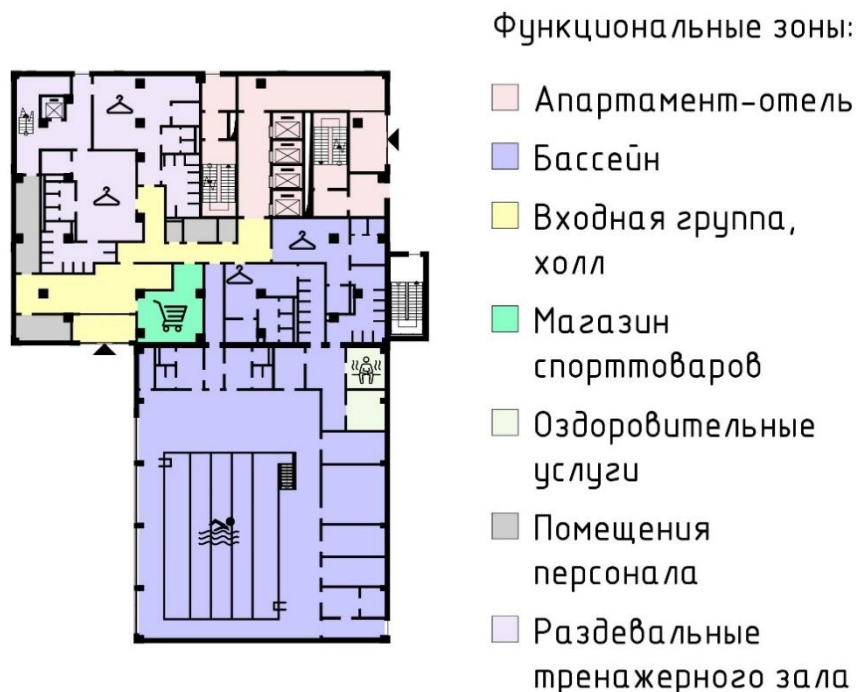 Функциональные зоны:
Апартамент-отель
Бассейн
Входная группа,
холл
Магазин
спорттоваров
Оздоровительные
услуги
Помещения
персонала
Раздевальные
тренажерного зала